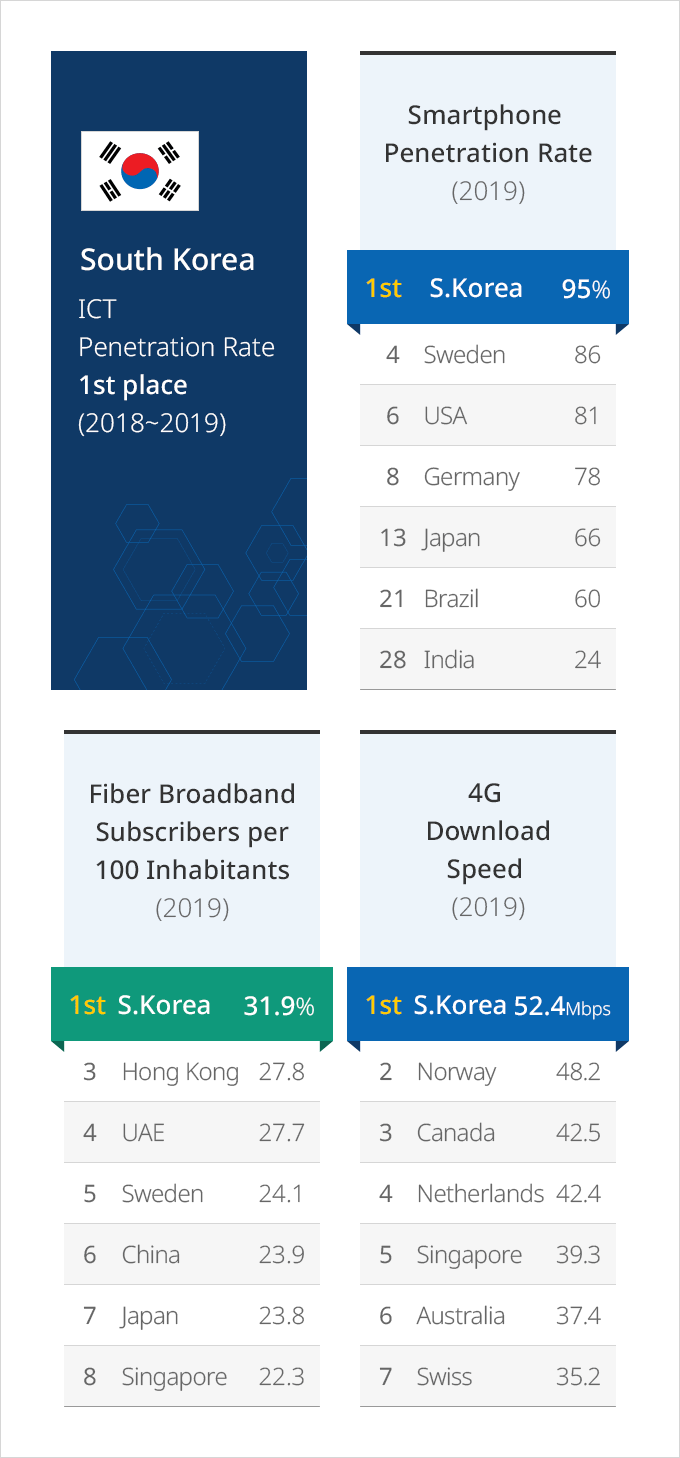 South Korea
ICT
Penetration Rate
1st place
(2018~2019)
Smartphone
Penetration Rate
(2019)
1st S.Korea 95%
4 Sweden 86
6 USA 81
8 Germany 78
13 Japan 66
21 Brazil 60
28 India 24
Fiber Broadband
Subscribers per
100 Inhabitants
(2019)
1st S.Korea 31.9%
3 Hong Kong 27.8
4 UAE 27.7
5 Sweden 24.1
6 China 23.9
7 Japan 23.8
8 Singapore 22.3
4G
Download
Speed
(2019)
1st S.Korea 52.4Mbps
2 Norway 48.2
3 Canada 42.5
4 Netherlands 42.4
5 Singapore 39.3
6 Australia 37.4
7 Swiss 35.2